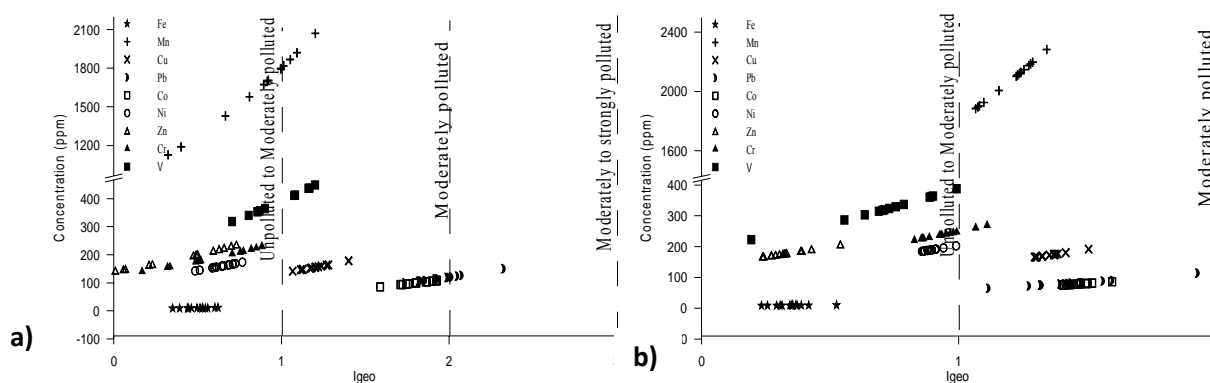 Fe
Mn
Cu
Pb
Co
Ni
Zn
Cr
V
2100
1800
1500
1200
400
300
200
100
0
-100
Concentration (ppm)
Unpolluted to Moderately polluted
Moderately polluted
Moderately to strongly polluted
0
1
2
Igeo
a)
Fe
Mn
Cu
Pb
Co
Ni
Zn
Cr
V
2400
2200
2000
1800
1600
1400
400
300
200
100
0
Concentration (ppm)
Unpolluted to Moderately polluted
Moderately polluted
0
1
Igeo
b)